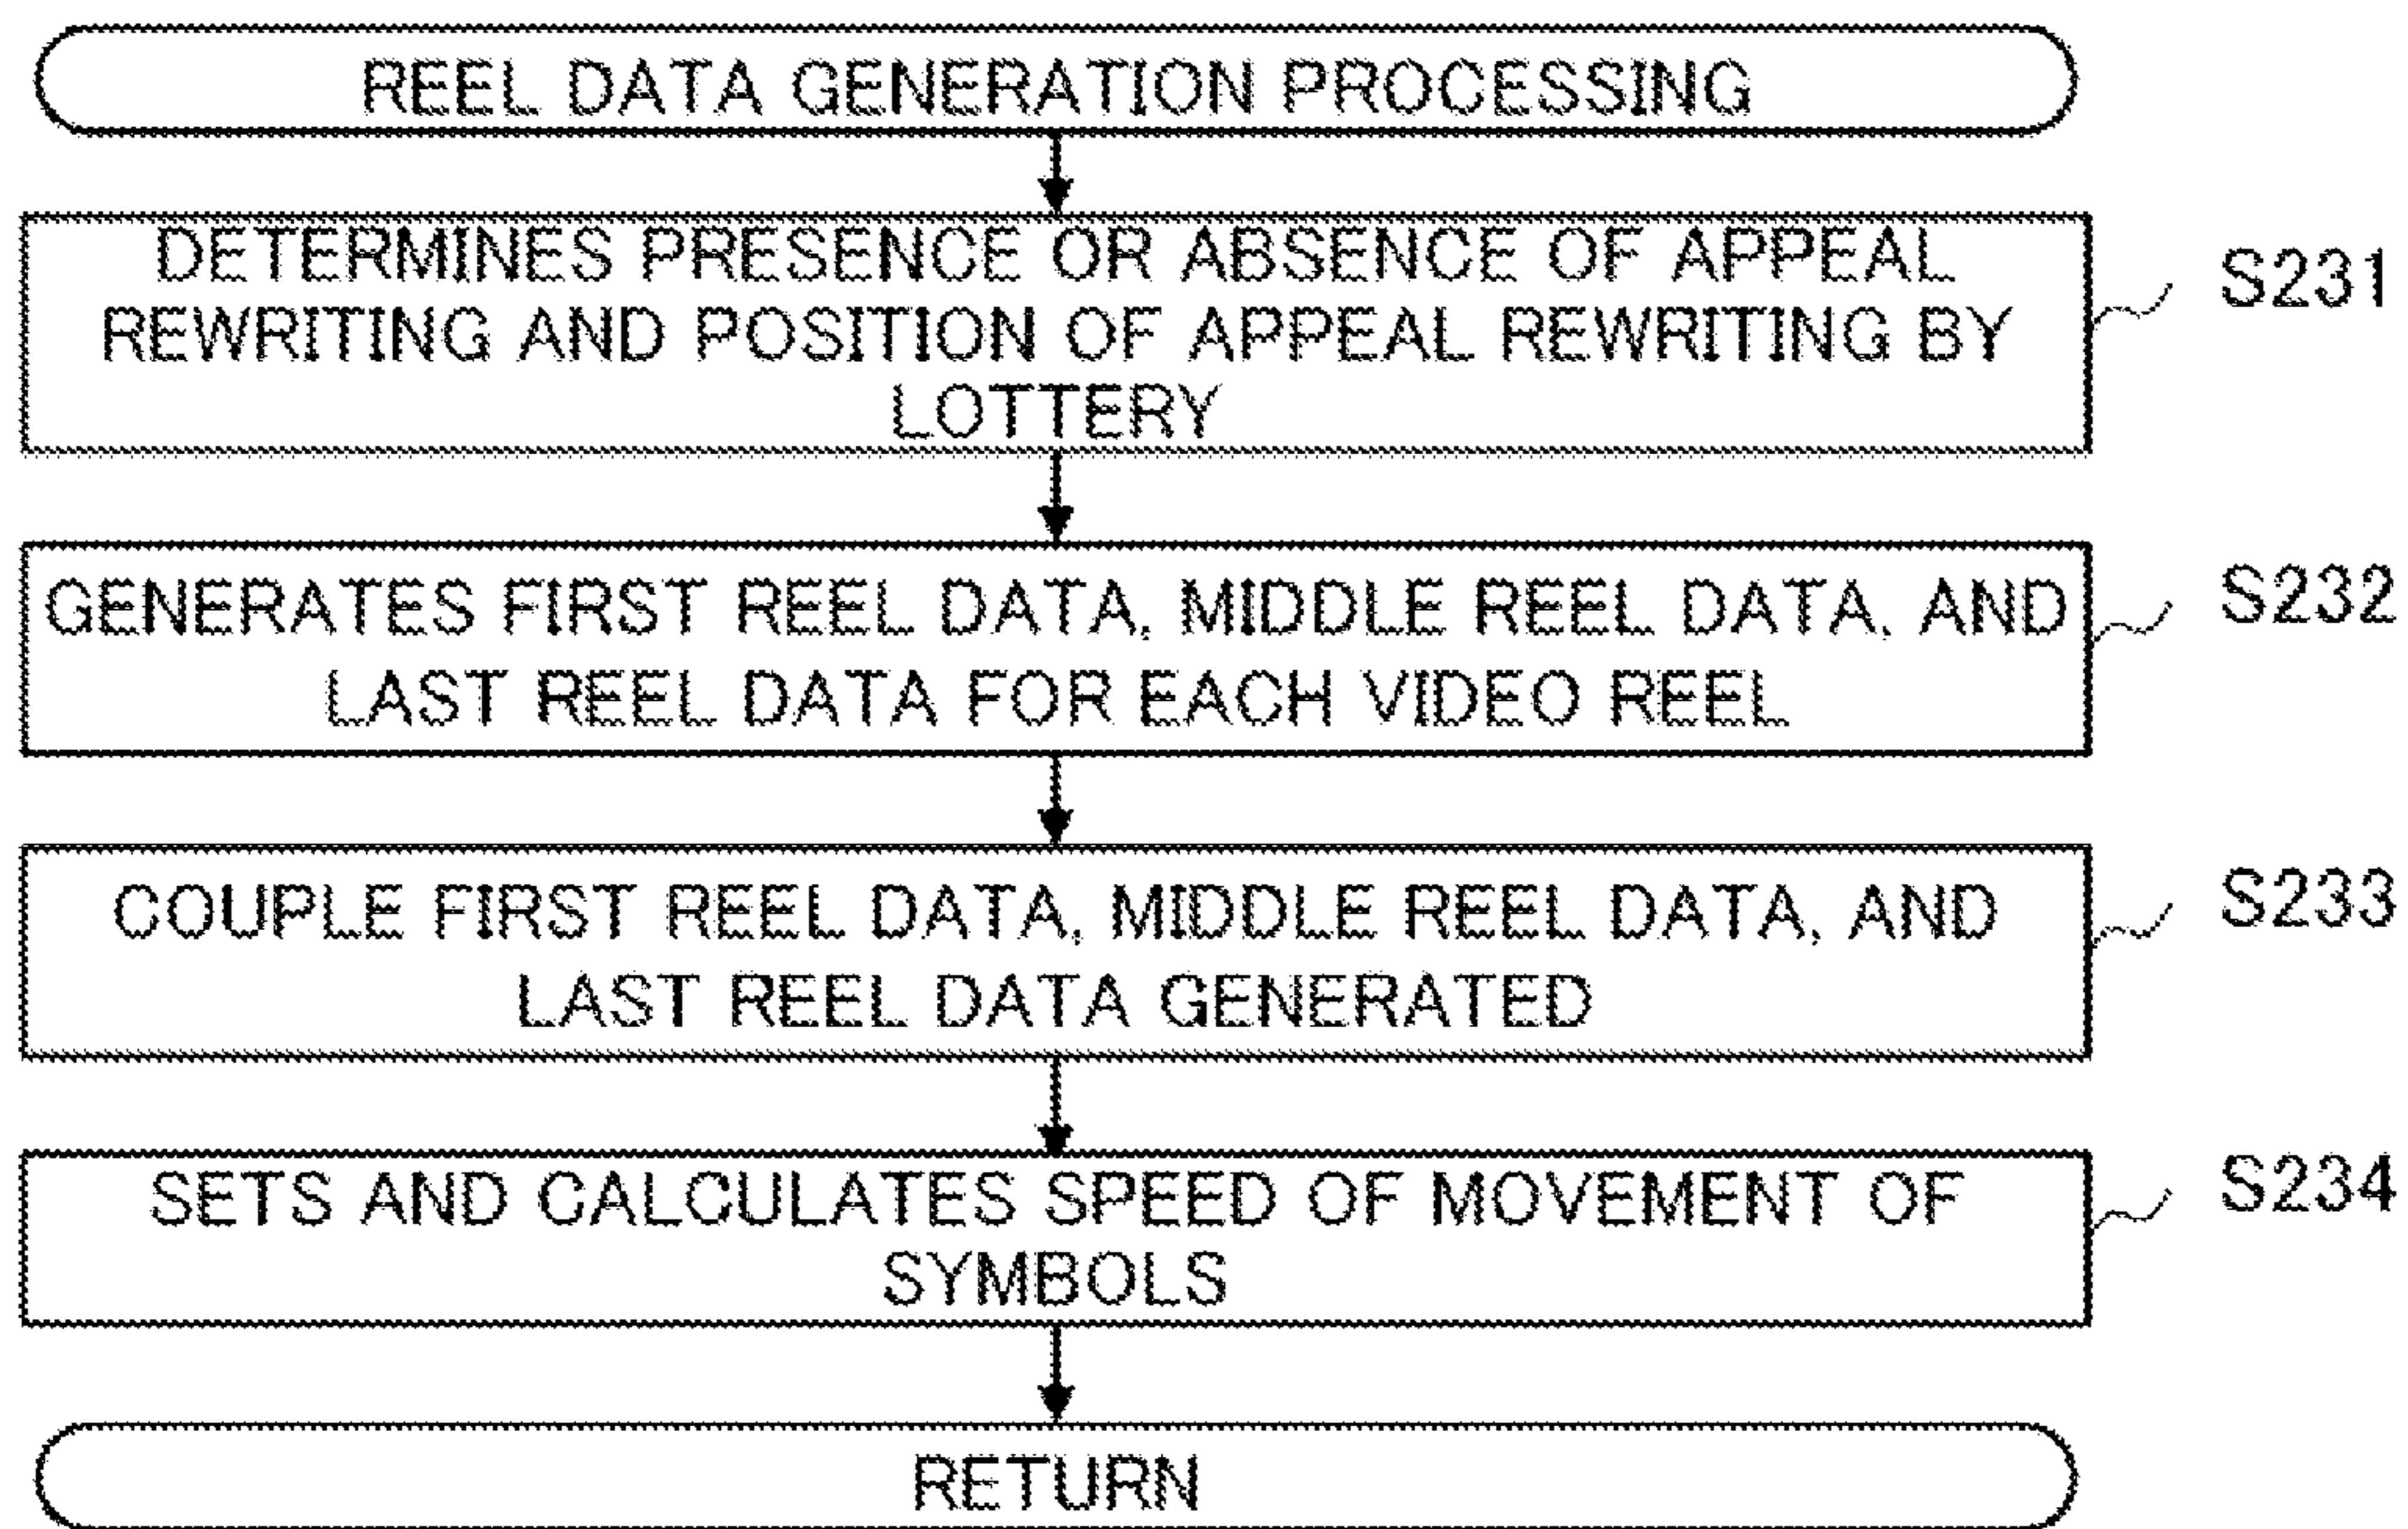 REEL DATA GENERATION PROCESSING
DETERMINES PRESENCE OR ABSENCE OF APPEAL
REWRITING AND POSITION OF APPEAL REWRITING BY
LOTTERY
S231
GENERATES FIRST REEL DATA, MIDDLE REEL DATA, AND
LAST REEL DATA FOR EACH VIDEO REEL
S232
COUPLE FIRST REEL DATA, MIDDLE REEL DATA, AND
LAST REEL DATA GENERATED
S233
SETS AND CALCULATES SPEED OF MOVEMENT OF
SYMBOLS
S234
RETURN